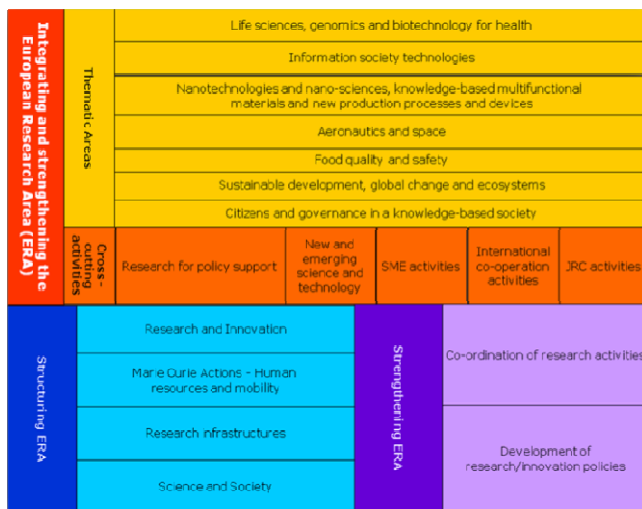 Integrating and strengthening the
European Research Area (ERA)
Thematic Areas
Life sciences, genomics and biotechnology for health
Information society technologies
Nanotechnologies and nano-sciences, knowledge-based multifunctional
materials and new production processes and devices
Aeronautics and space
Food quality and safety
Sustainable development, global change and ecosystems
Citizens and governance in a knowledge-based society
Cross-
cutting
activities
Research for policy support
New and
emerging
science and
technology
SME activities
International
co-operation
activities
JRC activities
Structuring ERA
Research and Innovation
Marie Curie Actions - Human
resources and mobility
Research infrastructures
Science and Society
Strengthening ERA
Co-ordination of research activities
Development of
research/innovation policies